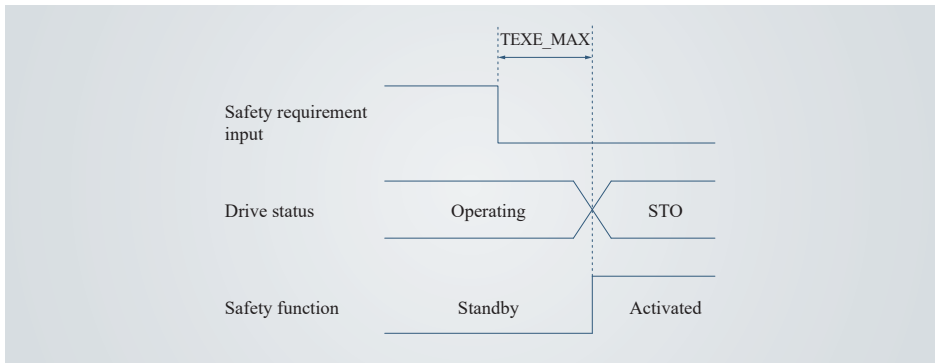 TEXE_MAX
Safety requirement
input
Drive status
Operating
STO
Safety function
Standby
Activated